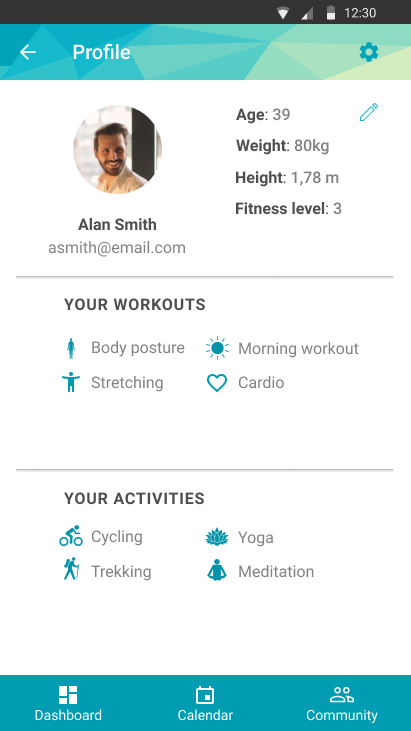 12:30
Profile
Age: 39
Weight: 80kg
Height: 1,78 m
Fitness level: 3
Alan Smith
asmith@email.com
YOUR WORKOUTS
Body posture
Morning workout
Stretching
Cardio
YOUR ACTIVITIES
Cycling
Yoga
Trekking
Meditation
Dashboard
Calendar
Community